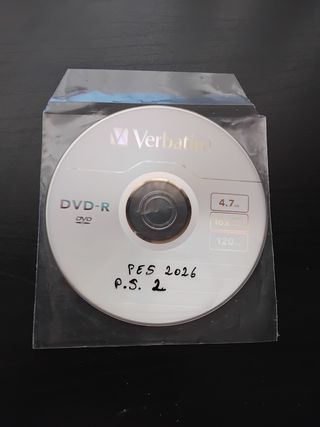 Verbatim
DVD-R
DVD
4.7
16x
120
PES 2026
P.S. 2